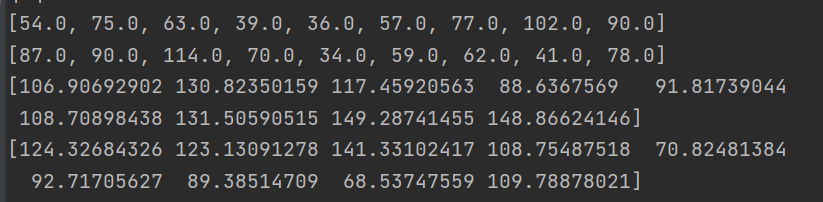 [54.0, 75.0, 63.0, 39.0, 36.0, 57.0, 77.0, 102.0, 90.0]
[87.0, 90.0, 114.0, 70.0, 34.0, 59.0, 62.0, 41.0, 78.0]
[106.90692902 130.82350159 117.45920563  88.6367569   91.81739044
 108.70898438 131.50590515 149.28741455 148.86624146]
[124.32684326 123.13091278 141.33102417 108.75487518  70.82481384
  92.71705627  89.38514709  68.53747559 109.78878021]